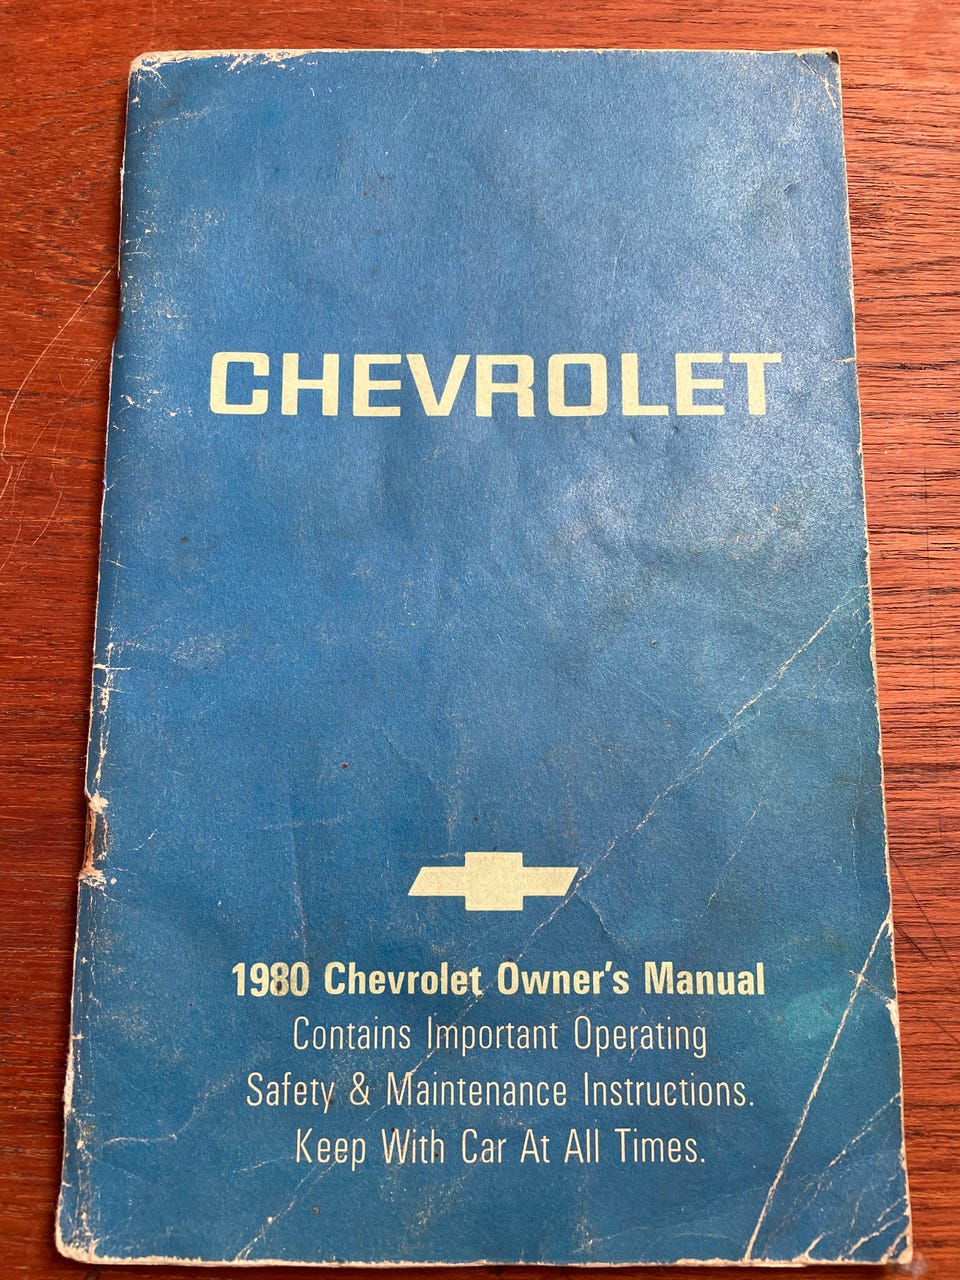 CHEVROLET
1980 Chevrolet Owner's Manual
Contains Important Operating
Safety & Maintenance Instructions.
Keep With Car At All Times.